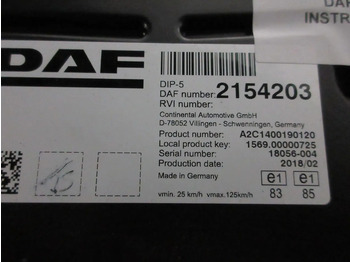 DAF
DIP-5
DAF number: 2154203
RVI number:
Continental Automotive GmbH
D-78052 Villingen - Schwenningen, Germany
Product number: A2C1400190120
Local product key: 1569.00000725
Serial number: 18056-004
Production date: 2018/02
Made in Germany e1 e1
vmin. 25 km/h vmax.125km/h 83 85
INSTR